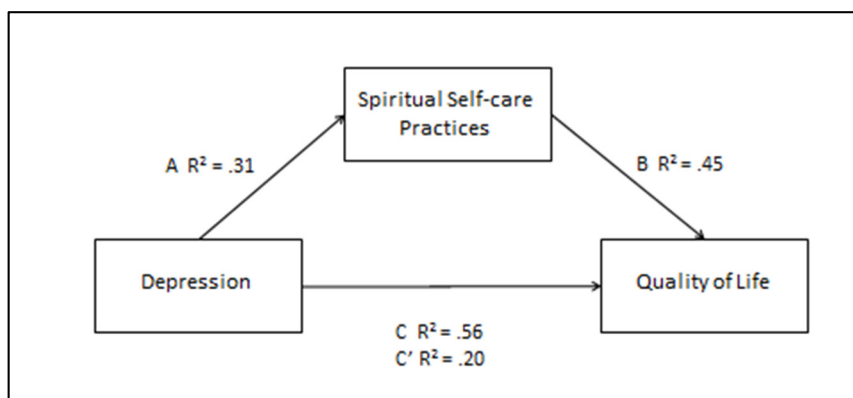 Spiritual Self-care
Practices
A R² = .31
B R² = .45
Depression
Quality of Life
C R² = .56
C′ R² = .20